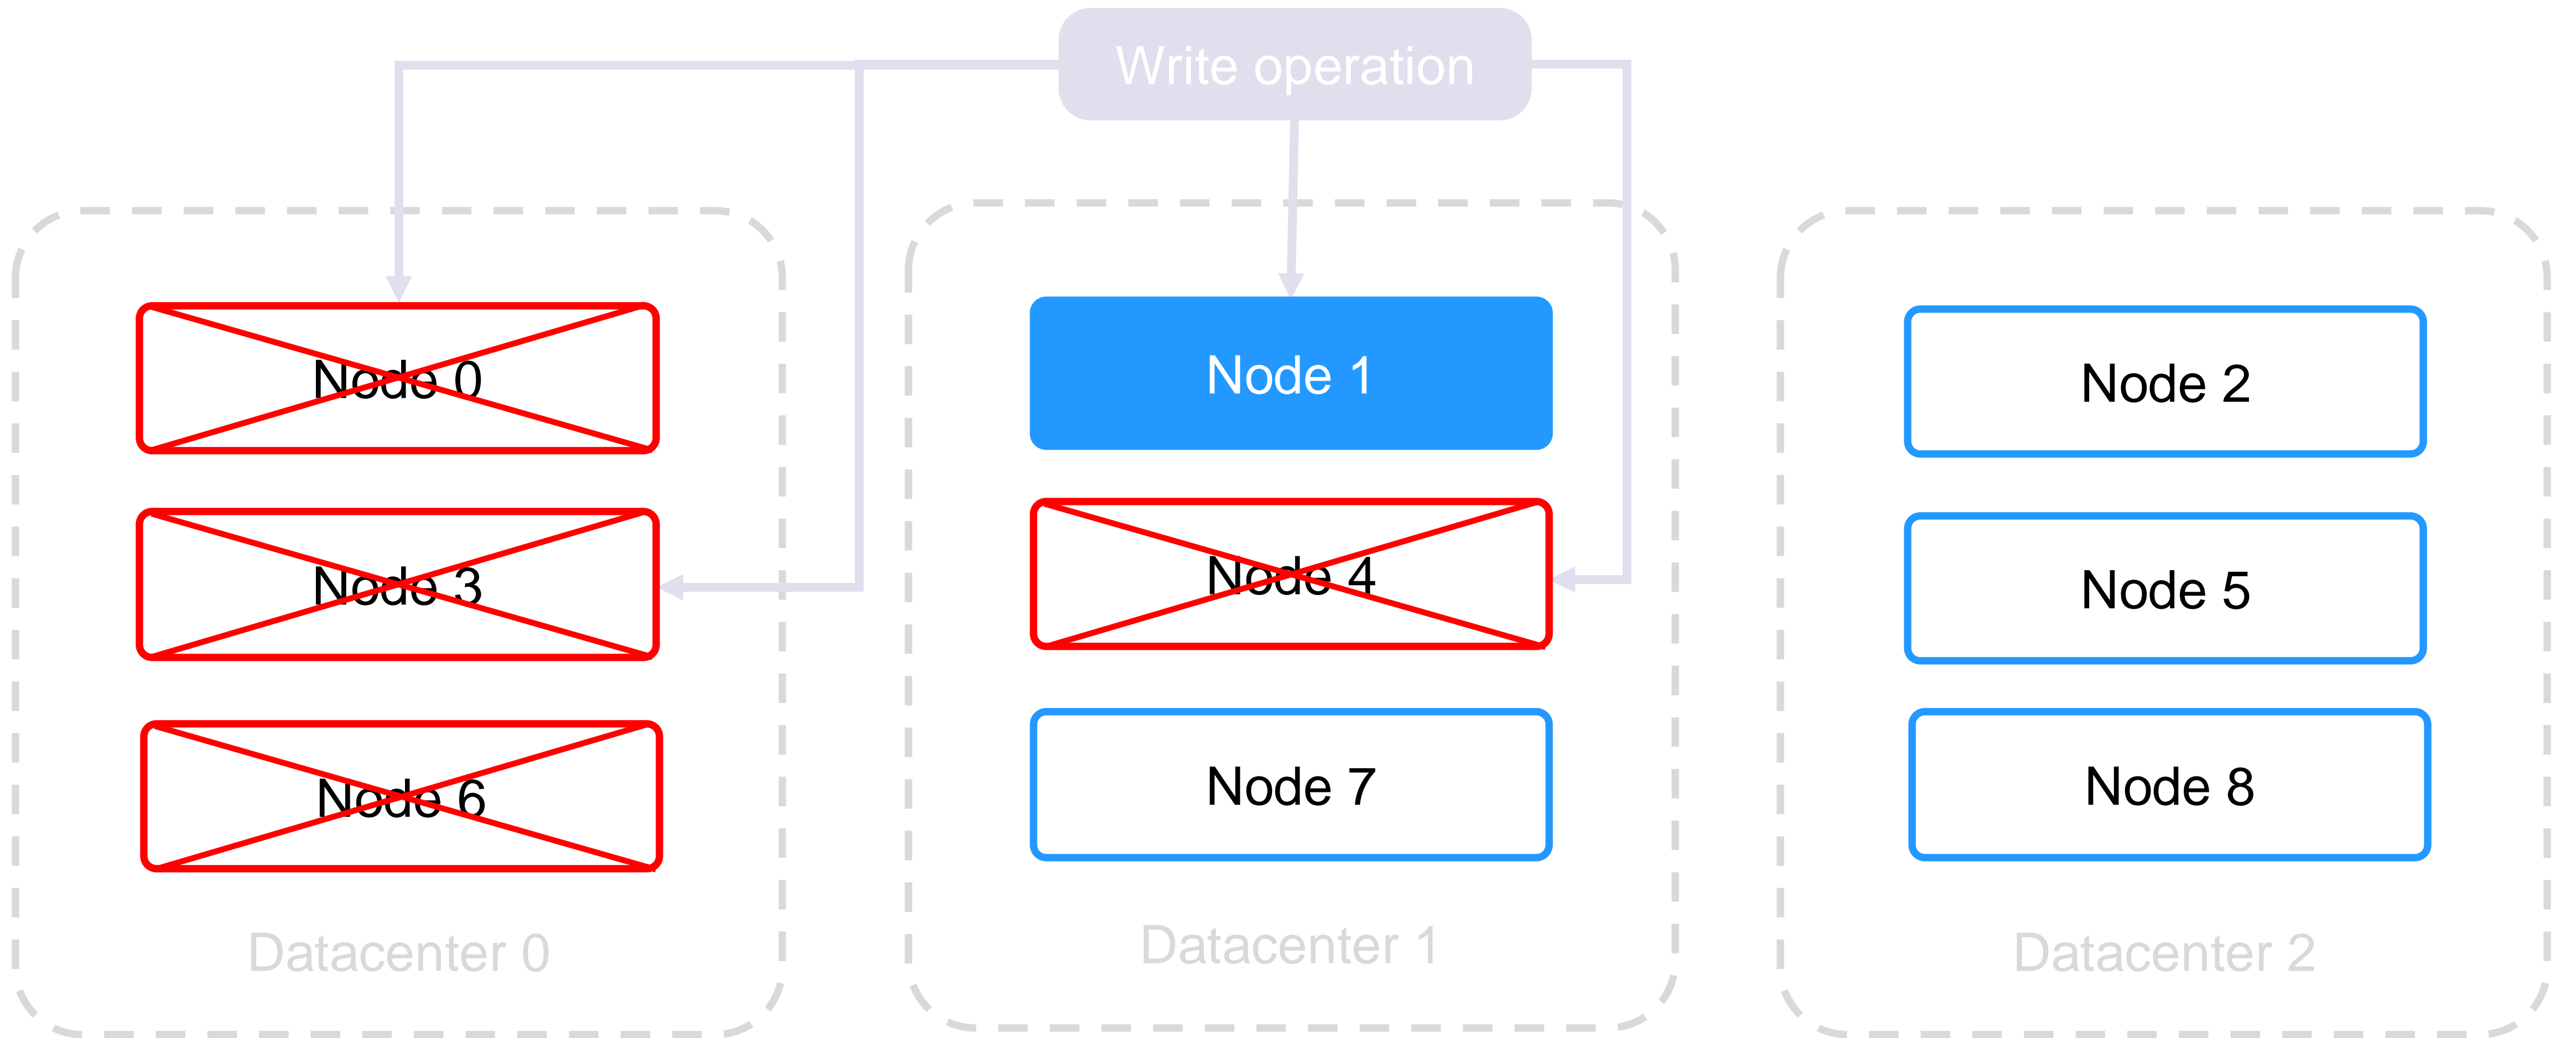 Write operation
Node 0
Node 3
Node 6
Datacenter 0
Node 1
Node 4
Node 7
Datacenter 1
Node 2
Node 5
Node 8
Datacenter 2